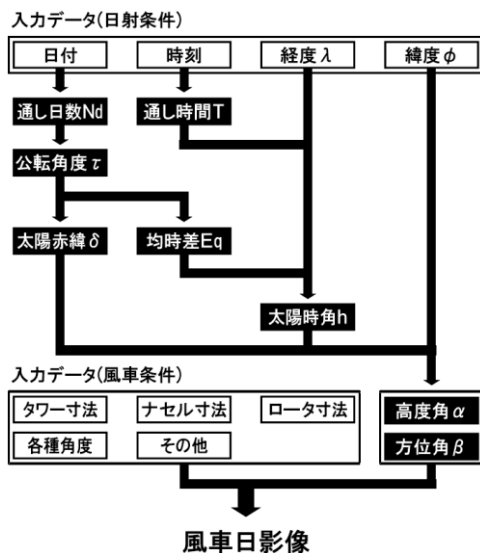 入力データ(日射条件)
日付 時刻 経度λ 緯度φ
通し日数Nd 通し時間T
公転角度τ
太陽赤緯δ 均時差Eq
太陽時角h
入力データ(風車条件)
タワー寸法 ナセル寸法 ロータ寸法 高度角α
各種角度 その他 方位角β
風車日影像